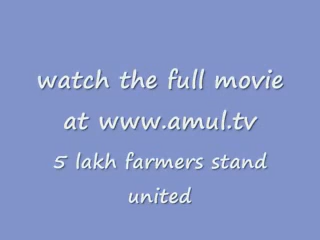 watch the full movie
at www.amul.tv
5 lakh farmers stand
united